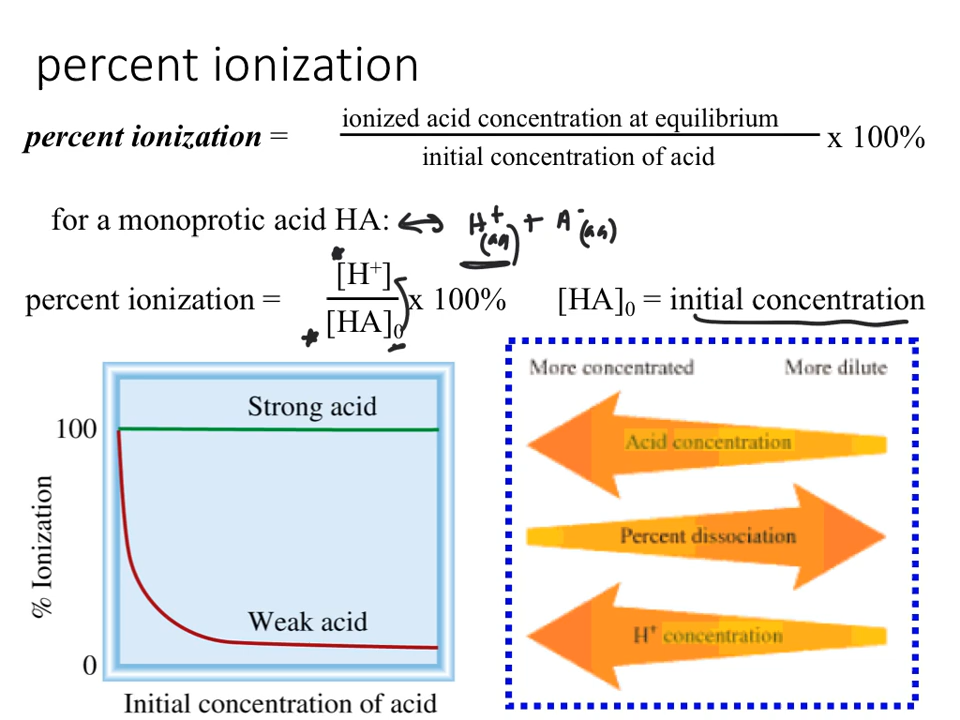 percent ionization
percent ionization = ionized acid concentration at equilibrium x 100%
initial concentration of acid
for a monoprotic acid HA: ↔ H⁺(aq) + A⁻(aq)
[H⁺]
percent ionization = x 100% [HA]₀ = initial concentration
[HA]₀
More concentrated More dilute
Strong acid
100
Acid concentration
% Ionization
Percent dissociation
Weak acid
H⁺ concentration
0
Initial concentration of acid